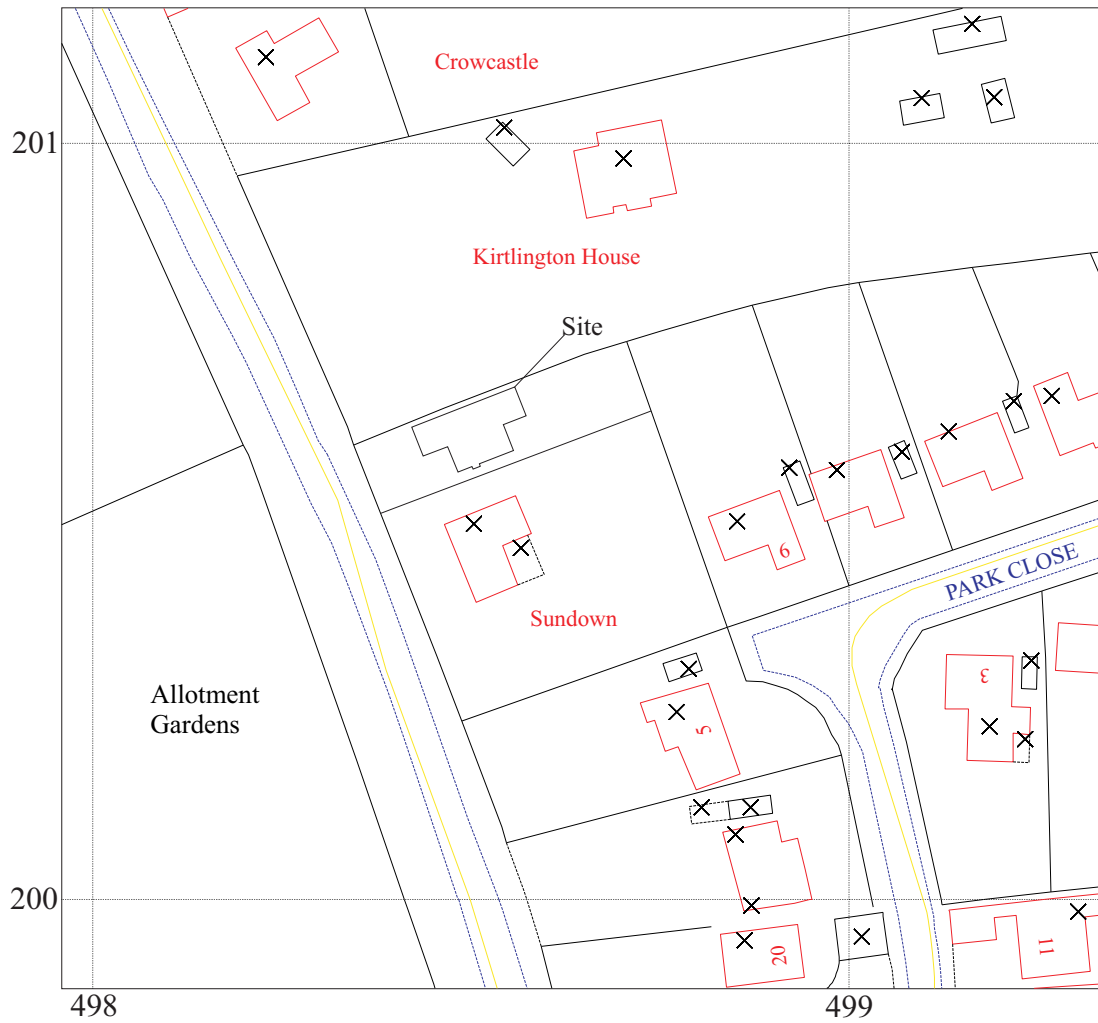 Crowcastle
201
Kirtlington House
Site
6
PARK CLOSE
Sundown
3
Allotment
Gardens
5
200
20
11
498
499